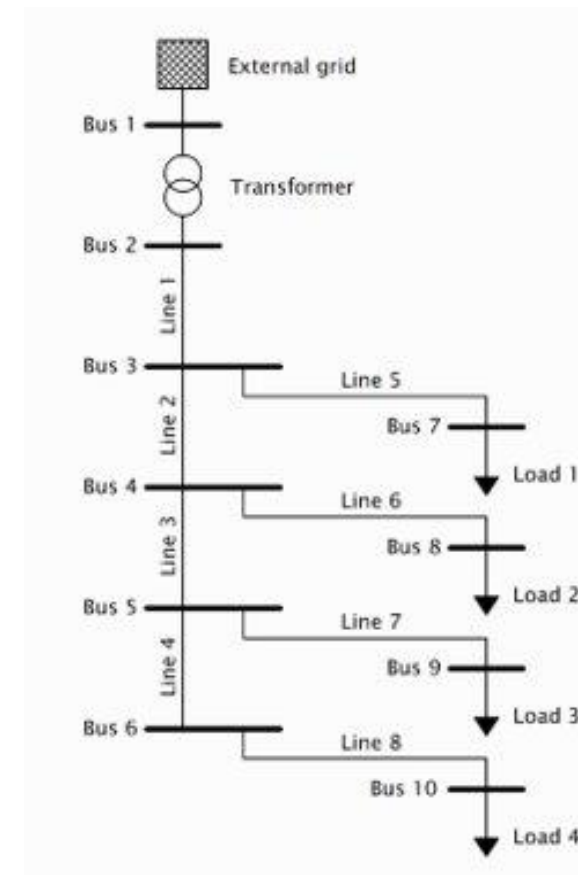 External grid
Bus 1
Transformer
Bus 2
Line 1
Bus 3
Line 5
Line 2
Bus 7
Load 1
Bus 4
Line 6
Line 3
Bus 8
Load 2
Bus 5
Line 7
Line 4
Bus 9
Load 3
Bus 6
Line 8
Bus 10
Load 4